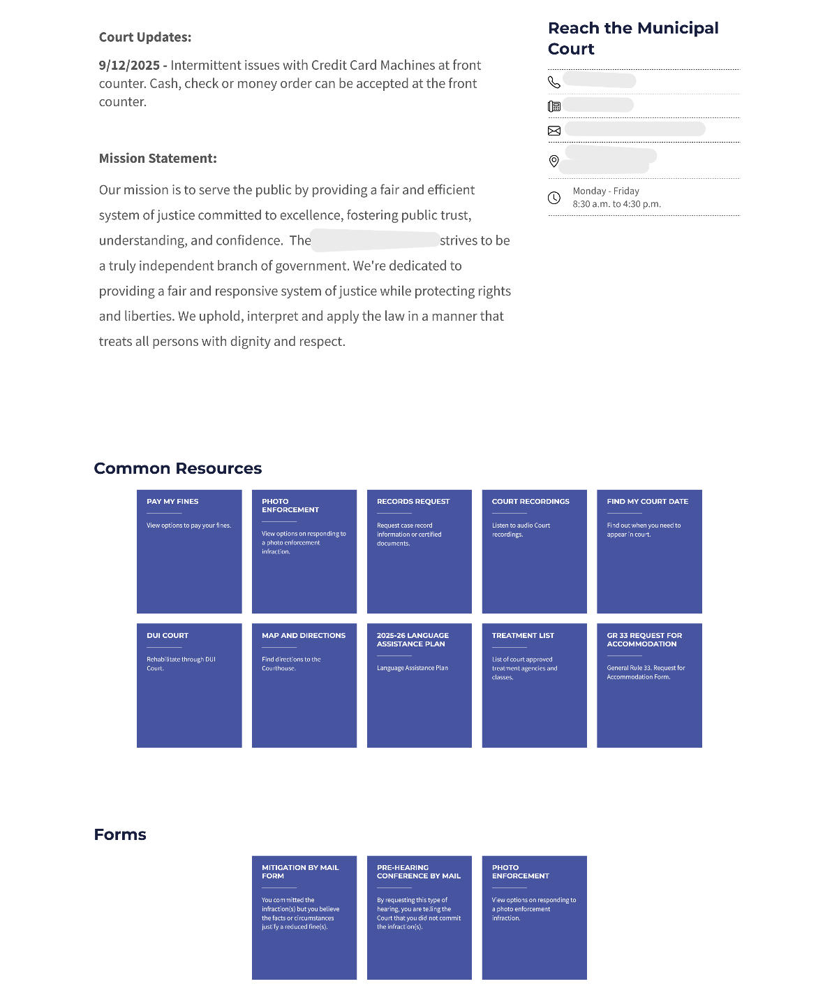 Court Updates:
9/12/2025 - Intermittent issues with Credit Card Machines at front
counter. Cash, check or money order can be accepted at the front
counter.
Mission Statement:
Our mission is to serve the public by providing a fair and efficient
system of justice committed to excellence, fostering public trust,
understanding, and confidence.  The strives to be
a truly independent branch of government. We're dedicated to
providing a fair and responsive system of justice while protecting rights
and liberties. We uphold, interpret and apply the law in a manner that
treats all persons with dignity and respect.
Reach the Municipal
Court
Monday - Friday
8:30 a.m. to 4:30 p.m.
Common Resources
PAY MY FINES
View options to pay your fines.
PHOTO
ENFORCEMENT
View options on responding to
a photo enforcement
infraction.
RECORDS REQUEST
Request case record
information or certified
documents.
COURT RECORDINGS
Listen to audio Court
recordings.
FIND MY COURT DATE
Find out when you need to
appear in court.
DUI COURT
Rehabilitate through DUI
Court.
MAP AND DIRECTIONS
Find directions to the
Courthouse.
2025-26 LANGUAGE
ASSISTANCE PLAN
Language Assistance Plan
TREATMENT LIST
List of court approved
treatment agencies and
classes.
GR 33 REQUEST FOR
ACCOMMODATION
General Rule 33. Request for
Accommodation Form.
Forms
MITIGATION BY MAIL
FORM
You committed the
infraction(s) but you believe
the facts or circumstances
justify a reduced fine(s).
PRE-HEARING
CONFERENCE BY MAIL
By requesting this type of
hearing, you are telling the
Court that you did not commit
the infraction(s).
PHOTO
ENFORCEMENT
View options on responding to
a photo enforcement
infraction.